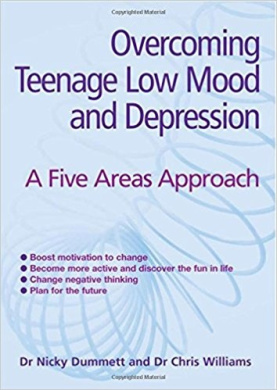 Overcoming
Teenage Low Mood
and Depression
A Five Areas Approach
● Boost motivation to change
● Become more active and discover the fun in life
● Change negative thinking
● Plan for the future
Dr Nicky Dummett and Dr Chris Williams